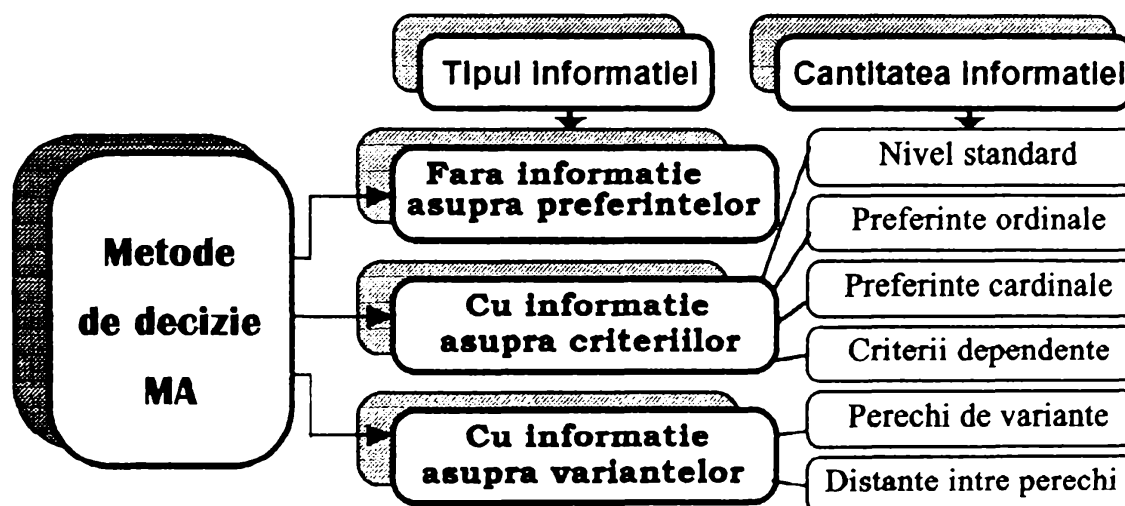 Tipul informatiei
Cantitatea informatiei
Metode
de decizie
MA
Fara informatie
asupra preferintelor
Cu informatie
asupra criteriilor
Cu informatie
asupra variantelor
Nivel standard
Preferinte ordinale
Preferinte cardinale
Criterii dependente
Perechi de variante
Distante intre perechi